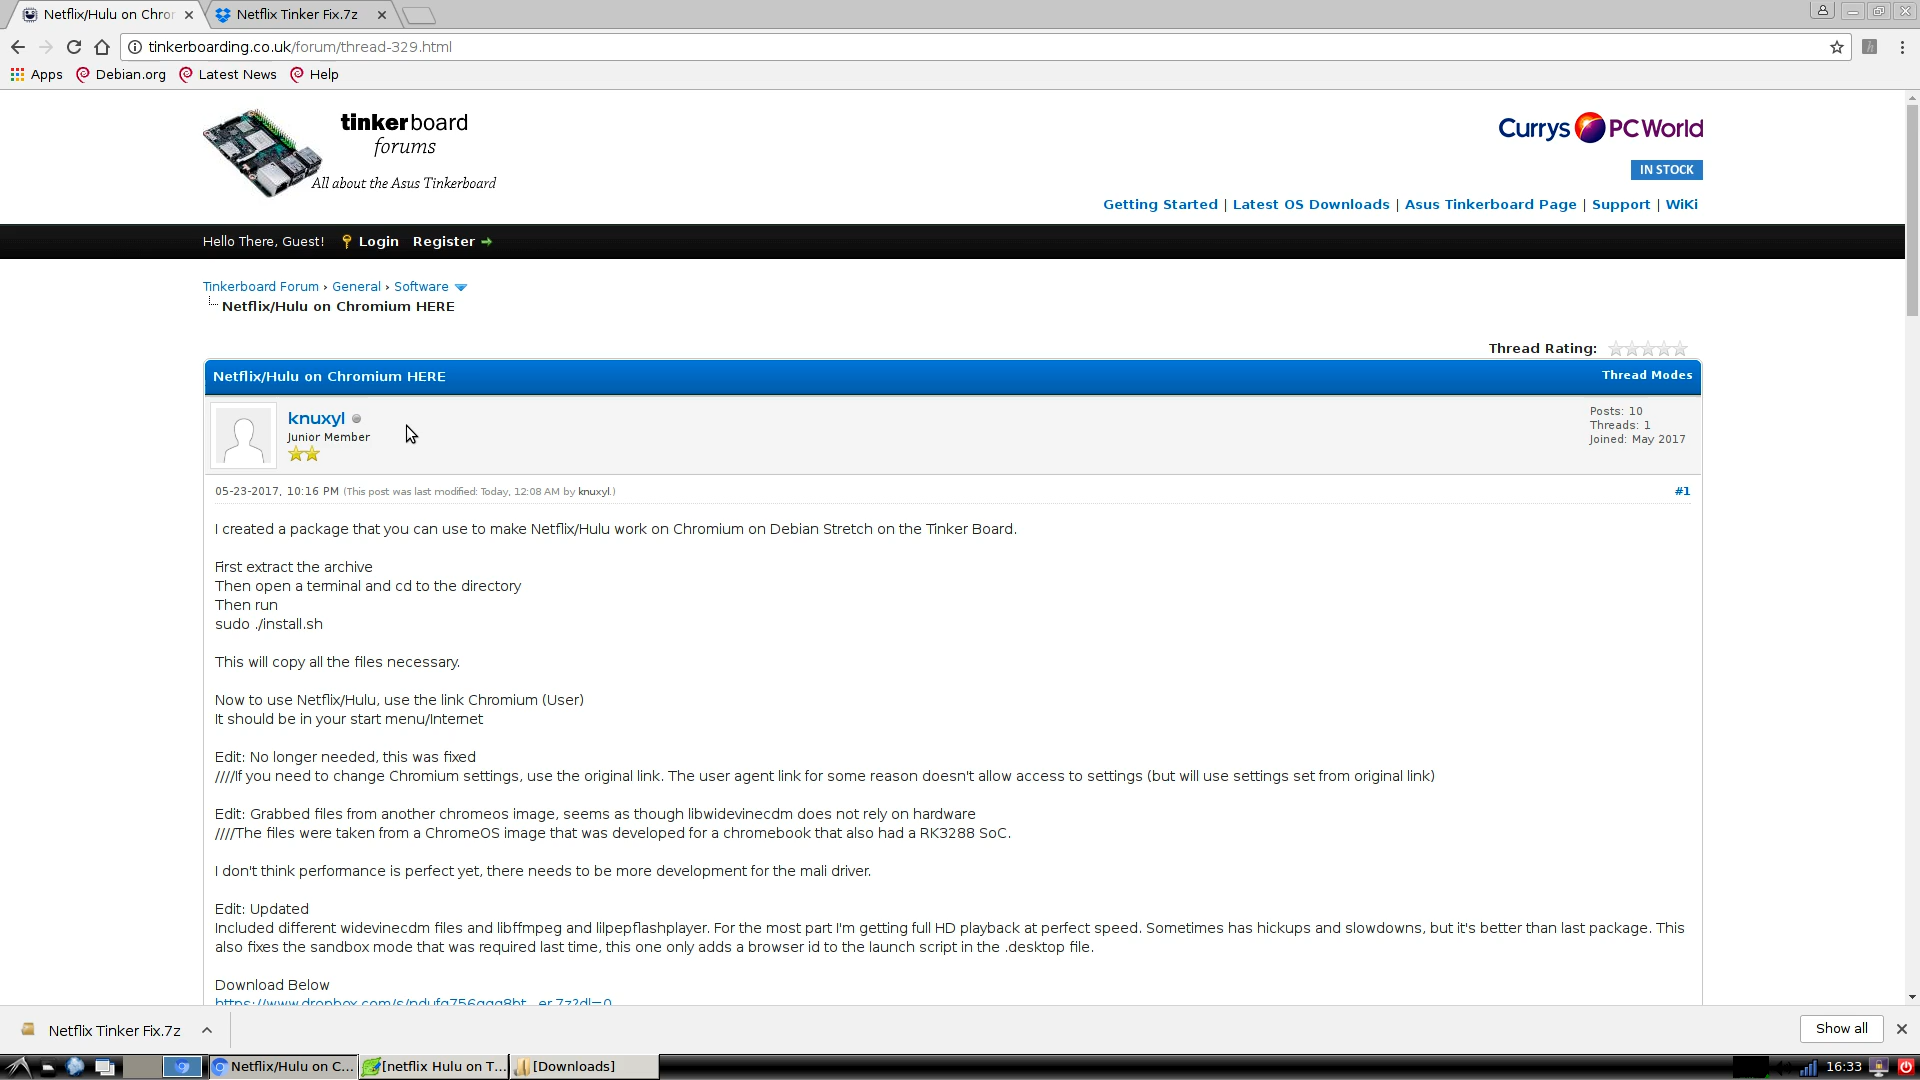 Netflix/Hulu on Chror
Netflix Tinker Fix.7z
tinkerboarding.co.uk/forum/thread-329.html
Apps
Debian.org
Latest News
Help
tinkerboard
forums
All about the Asus Tinkerboard
Currys PC World
IN STOCK
Getting Started | Latest OS Downloads | Asus Tinkerboard Page | Support | WiKi
Hello There, Guest! Login Register
Tinkerboard Forum › General › Software
Netflix/Hulu on Chromium HERE
Thread Rating:
Netflix/Hulu on Chromium HERE
Thread Modes
knuxyl
Junior Member
Posts: 10
Threads: 1
Joined: May 2017
05-23-2017, 10:16 PM (This post was last modified: Today, 12:08 AM by knuxyl.)
#1
I created a package that you can use to make Netflix/Hulu work on Chromium on Debian Stretch on the Tinker Board.
First extract the archive
Then open a terminal and cd to the directory
Then run
sudo ./install.sh
This will copy all the files necessary.
Now to use Netflix/Hulu, use the link Chromium (User)
It should be in your start menu/Internet
Edit: No longer needed, this was fixed
////If you need to change Chromium settings, use the original link. The user agent link for some reason doesn't allow access to settings (but will use settings set from original link)
Edit: Grabbed files from another chromeos image, seems as though libwidevinecdm does not rely on hardware
////The files were taken from a ChromeOS image that was developed for a chromebook that also had a RK3288 SoC.
I don't think performance is perfect yet, there needs to be more development for the mali driver.
Edit: Updated
Included different widevinecdm files and libffmpeg and lilpepflashplayer. For the most part I'm getting full HD playback at perfect speed. Sometimes has hickups and slowdowns, but it's better than last package. This
also fixes the sandbox mode that was required last time, this one only adds a browser id to the launch script in the .desktop file.
Download Below
Netflix Tinker Fix.7z
Show all
Netflix/Hulu on C...
[netflix Hulu on T...
[Downloads]
16:33